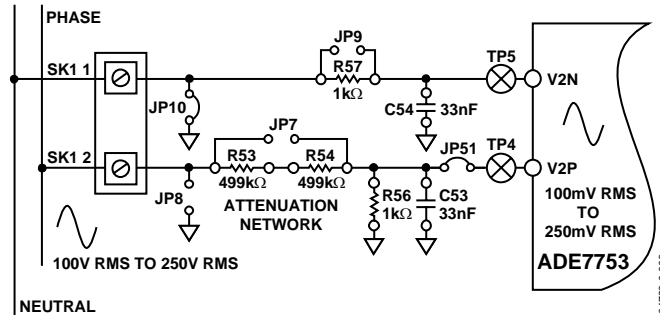 PHASE
SK1 1
JP9
R57
1kΩ
TP5
V2N
JP10
C54
33nF
JP7
JP51
TP4
SK1 2
R53
499kΩ
R54
499kΩ
V2P
JP8
ATTENUATION
NETWORK
R56
1kΩ
C53
33nF
100mV RMS
TO
250mV RMS
100V RMS TO 250V RMS
ADE7753
NEUTRAL